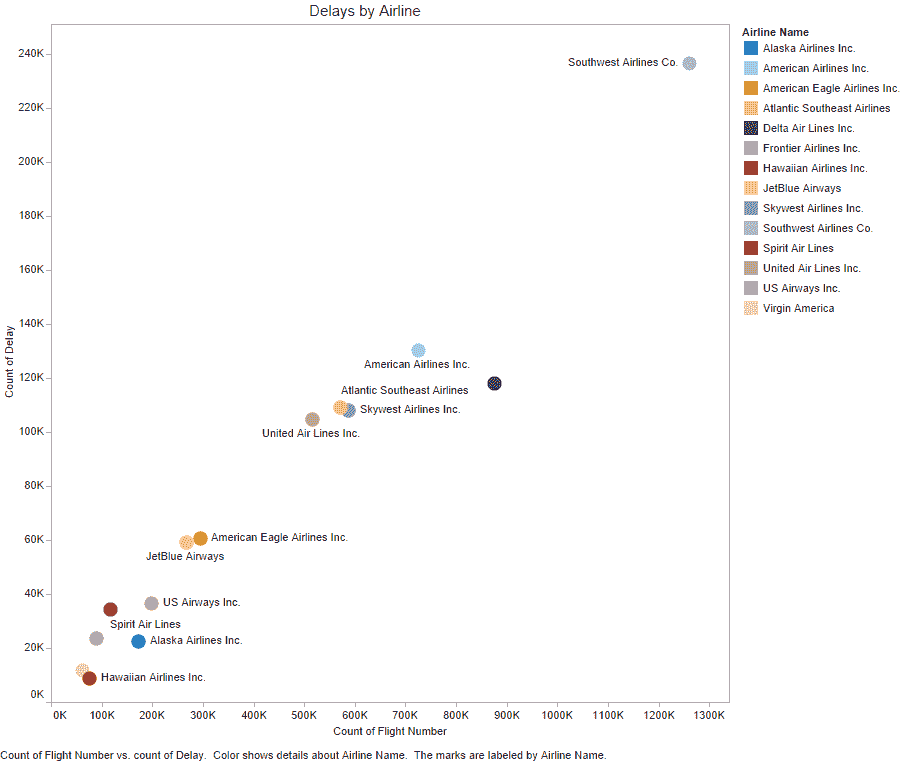 Delays by Airline
Airline Name
Alaska Airlines Inc.
American Airlines Inc.
American Eagle Airlines Inc.
Atlantic Southeast Airlines
Delta Air Lines Inc.
Frontier Airlines Inc.
Hawaiian Airlines Inc.
JetBlue Airways
Skywest Airlines Inc.
Southwest Airlines Co.
Spirit Air Lines
United Air Lines Inc.
US Airways Inc.
Virgin America
Count of Delay
240K
220K
200K
180K
160K
140K
120K
100K
80K
60K
40K
20K
0K
Southwest Airlines Co.
American Airlines Inc.
Atlantic Southeast Airlines
Skywest Airlines Inc.
United Air Lines Inc.
American Eagle Airlines Inc.
JetBlue Airways
US Airways Inc.
Spirit Air Lines
Alaska Airlines Inc.
Hawaiian Airlines Inc.
0K 100K 200K 300K 400K 500K 600K 700K 800K 900K 1000K 1100K 1200K 1300K
Count of Flight Number
Count of Flight Number vs. count of Delay.  Color shows details about Airline Name.  The marks are labeled by Airline Name.